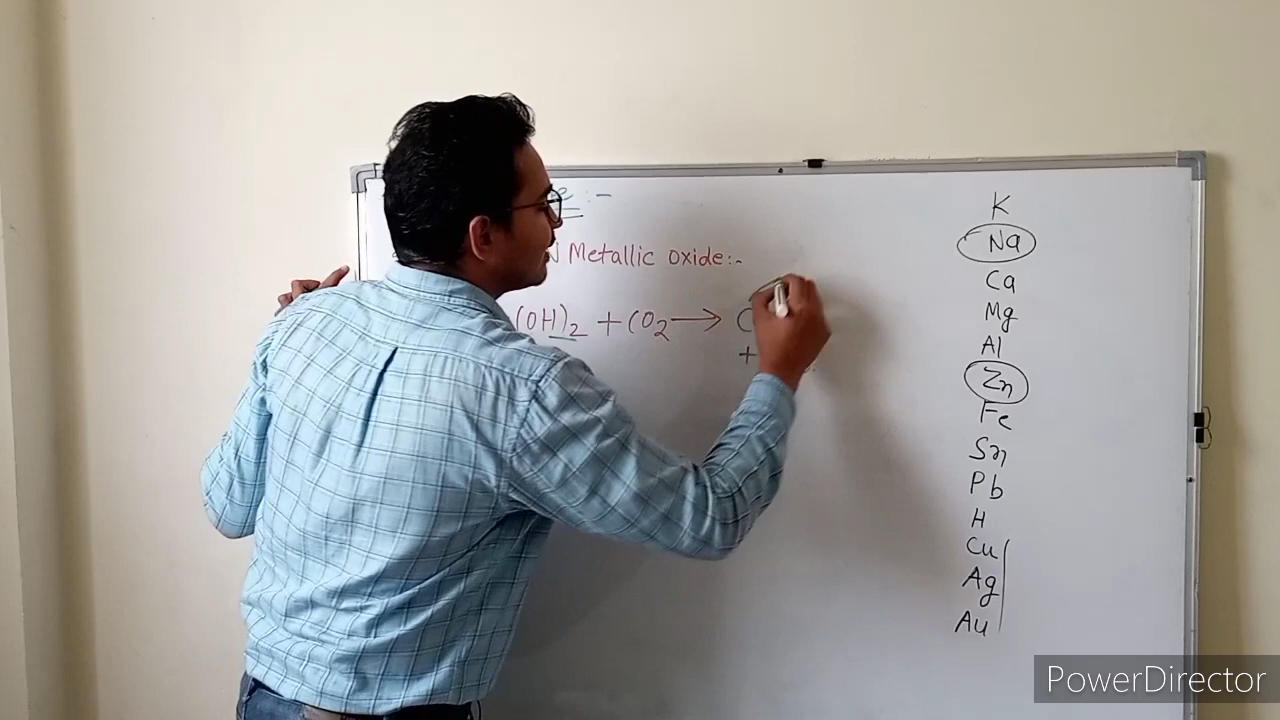 e :-
N Metallic oxide:-
(OH)2 + CO2 → C
+
K
Na
Ca
Mg
Al
Zn
Fe
Sn
Pb
H
Cu
Ag
Au
PowerDirector